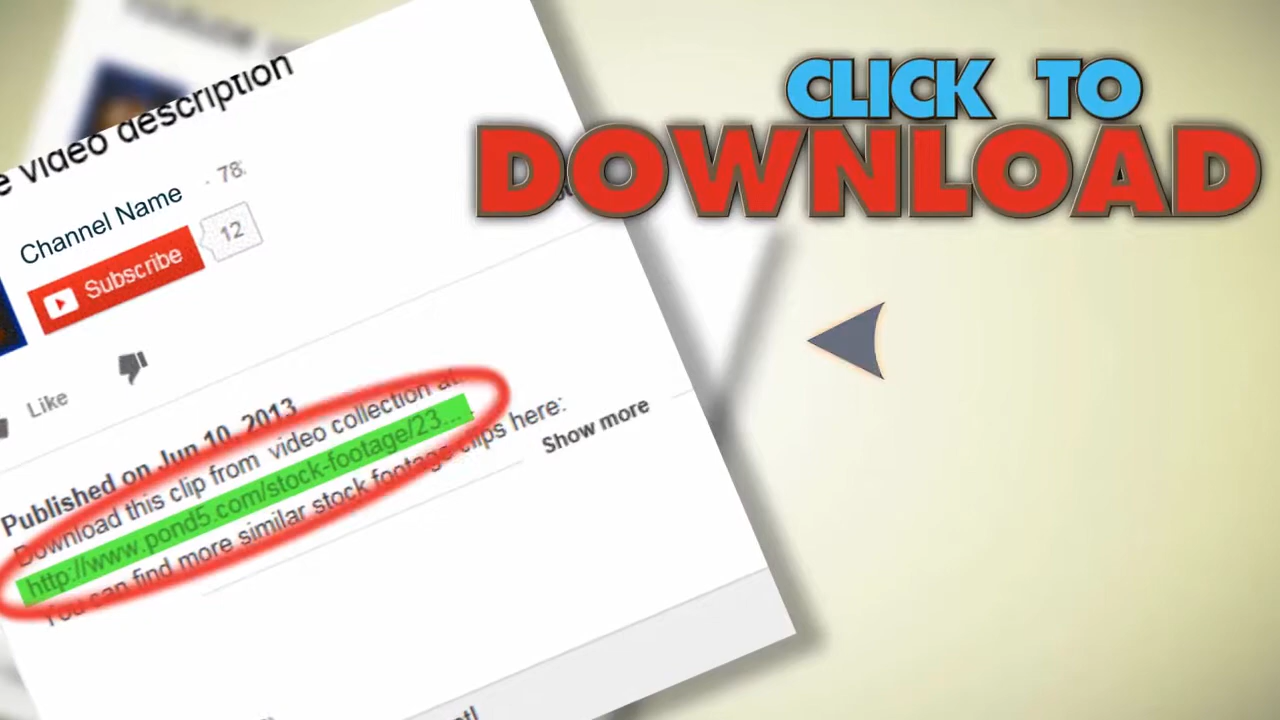 CLICK TO
DOWNLOAD
e video description
Channel Name
Subscribe
12
Like
Published on Jun 10, 2013
Download this clip from video collection at
http://www.pond5.com/stock-footage/23...
You can find more similar stock footage clips here:
Show more